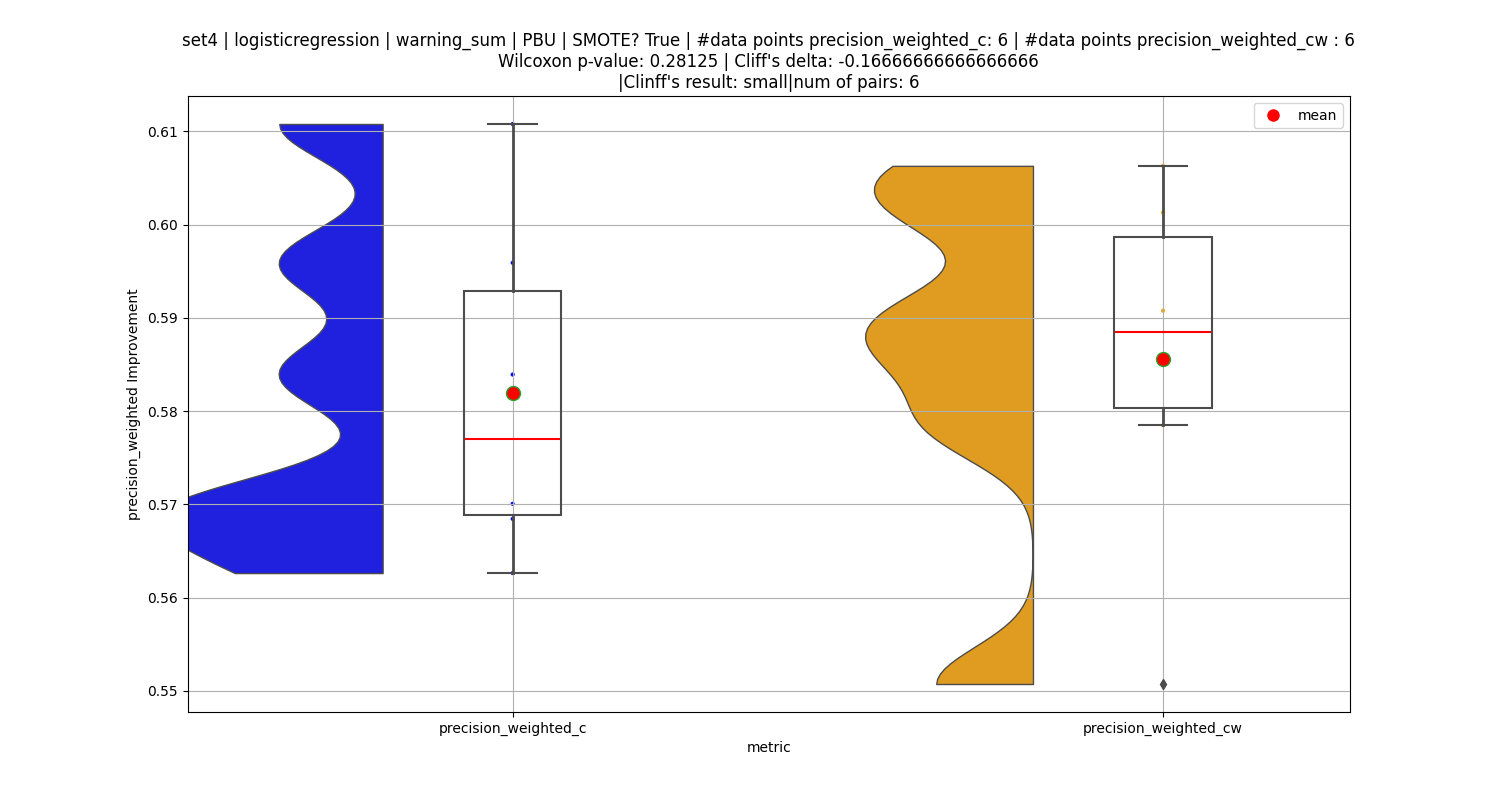 set4 | logisticregression | warning_sum | PBU | SMOTE? True | #data points precision_weighted_c: 6 | #data points precision_weighted_cw : 6
Wilcoxon p-value: 0.28125 | Cliff's delta: -0.16666666666666666
|Clinff's result: small|num of pairs: 6
mean
0.61
0.60
0.59
0.58
0.57
0.56
0.55
precision_weighted Improvement
precision_weighted_c
precision_weighted_cw
metric